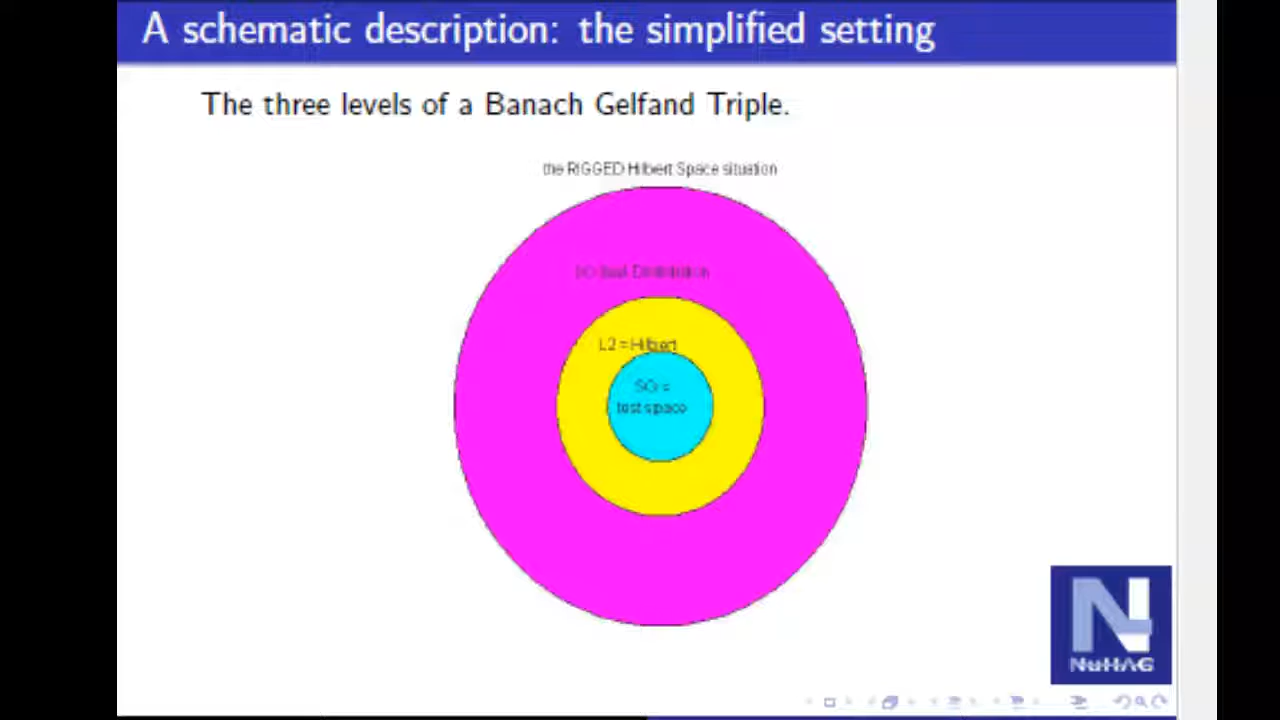 A schematic description: the simplified setting
The three levels of a Banach Gelfand Triple.
the RIGGED Hilbert Space situation
L2 = Hilbert
SO =
test space
NuHAG